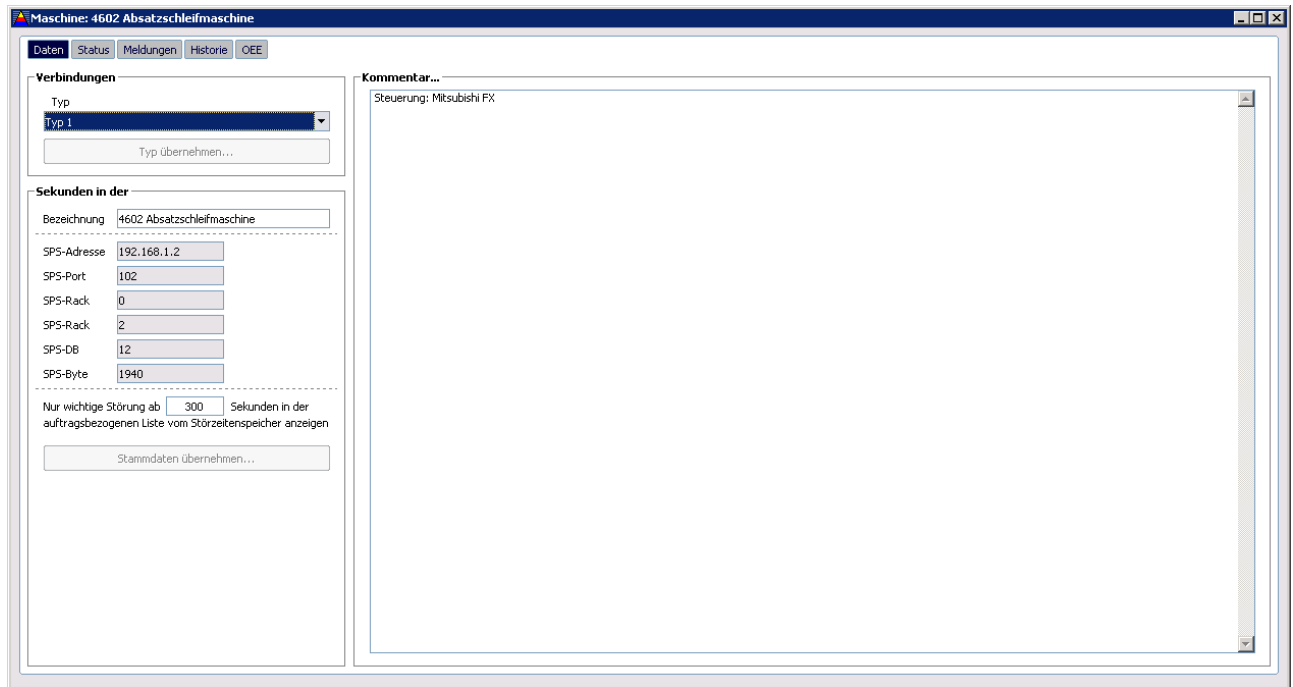 Maschine: 4602 Absatzschleifmaschine
Daten Status Meldungen Historie OEE
Verbindungen
Typ
Typ 1
Typ übernehmen...
Sekunden in der
Bezeichnung 4602 Absatzschleifmaschine
SPS-Adresse 192.168.1.2
SPS-Port 102
SPS-Rack 0
SPS-Rack 2
SPS-DB 12
SPS-Byte 1940
Nur wichtige Störung ab 300 Sekunden in der
auftragsbezogenen Liste vom Störzeitenspeicher anzeigen
Stammdaten übernehmen...
Kommentar...
Steuerung: Mitsubishi FX